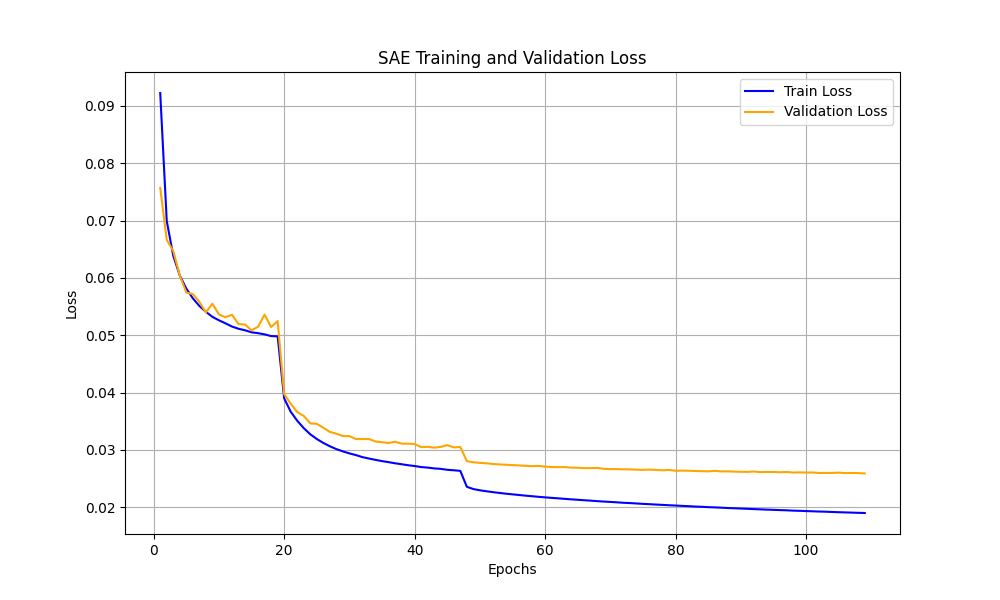 SAE Training and Validation Loss
Train Loss
Validation Loss
0.09
0.08
0.07
0.06
0.05
0.04
0.03
0.02
Loss
0
20
40
60
80
100
Epochs